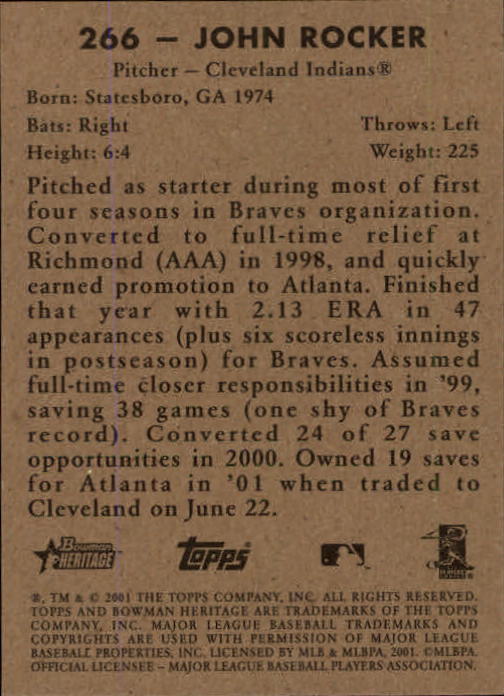 266 – JOHN ROCKER
Pitcher – Cleveland Indians®
Born: Statesboro, GA 1974
Bats: Right Throws: Left
Height: 6:4 Weight: 225
Pitched as starter during most of first
four seasons in Braves organization.
Converted to full-time relief at
Richmond (AAA) in 1998, and quickly
earned promotion to Atlanta. Finished
that year with 2.13 ERA in 47
appearances (plus six scoreless innings
in postseason) for Braves. Assumed
full-time closer responsibilities in '99,
saving 38 games (one shy of Braves
record). Converted 24 of 27 save
opportunities in 2000. Owned 19 saves
for Atlanta in '01 when traded to
Cleveland on June 22.
Bowman HERITAGE topps
®, TM & © 2001 THE TOPPS COMPANY, INC. ALL RIGHTS RESERVED.
TOPPS AND BOWMAN HERITAGE ARE TRADEMARKS OF THE TOPPS
COMPANY, INC. MAJOR LEAGUE BASEBALL TRADEMARKS AND
COPYRIGHTS ARE USED WITH PERMISSION OF MAJOR LEAGUE
BASEBALL PROPERTIES, INC. LICENSED BY MLB & MLBPA, 2001. ©MLBPA.
OFFICIAL LICENSEE – MAJOR LEAGUE BASEBALL PLAYERS ASSOCIATION.